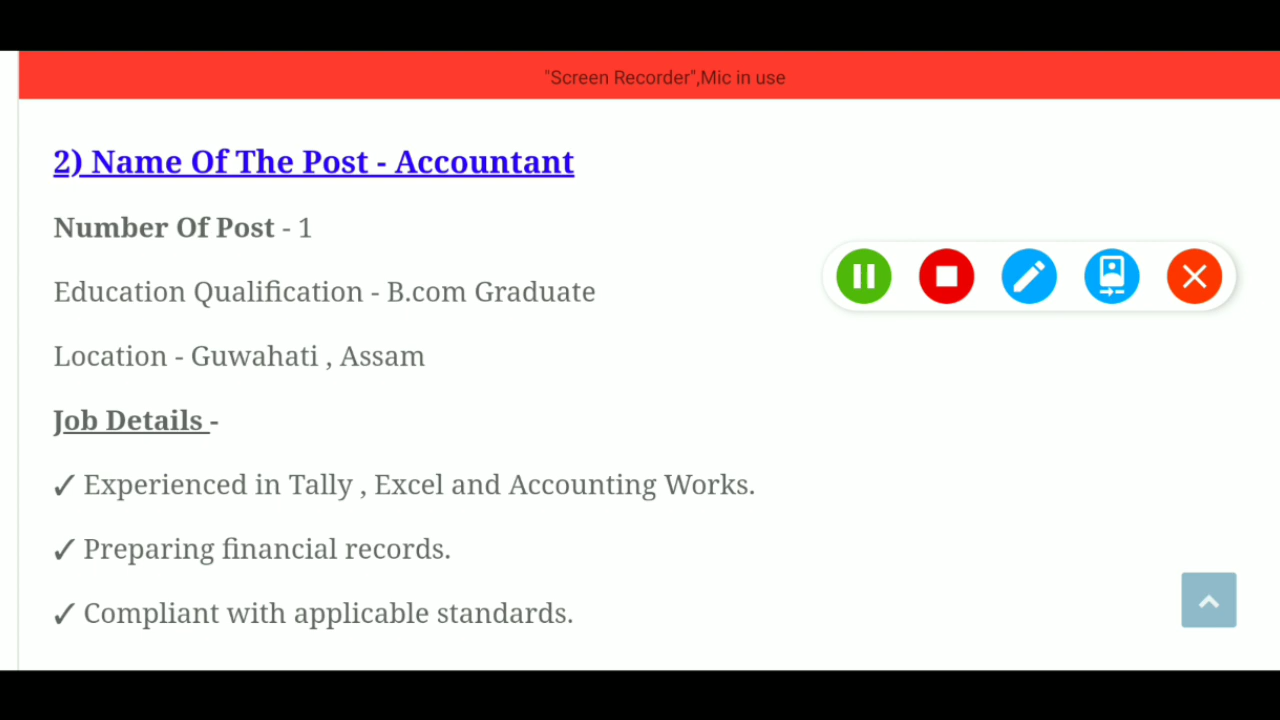 "Screen Recorder",Mic in use
2) Name Of The Post - Accountant
Number Of Post - 1
Education Qualification - B.com Graduate
Location - Guwahati , Assam
Job Details -
✓ Experienced in Tally , Excel and Accounting Works.
✓ Preparing financial records.
✓ Compliant with applicable standards.